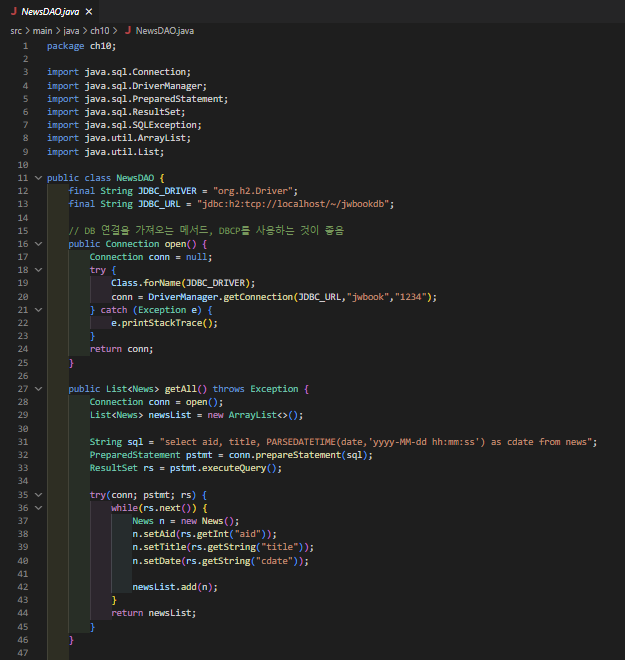 NewsDAO.java
src > main > java > ch10 > NewsDAO.java
1 package ch10;
2
3 import java.sql.Connection;
4 import java.sql.DriverManager;
5 import java.sql.PreparedStatement;
6 import java.sql.ResultSet;
7 import java.sql.SQLException;
8 import java.util.ArrayList;
9 import java.util.List;
10
11 public class NewsDAO {
12 final String JDBC_DRIVER = "org.h2.Driver";
13 final String JDBC_URL = "jdbc:h2:tcp://localhost/~/jwbookdb";
14
15 // DB 연결을 가져오는 메서드, DBCP를 사용하는 것이 좋음
16 public Connection open() {
17 Connection conn = null;
18 try {
19 Class.forName(JDBC_DRIVER);
20 conn = DriverManager.getConnection(JDBC_URL,"jwbook","1234");
21 } catch (Exception e) {
22 e.printStackTrace();
23 }
24 return conn;
25 }
26
27 public List<News> getAll() throws Exception {
28 Connection conn = open();
29 List<News> newsList = new ArrayList<>();
30
31 String sql = "select aid, title, PARSEDATETIME(date,'yyyy-MM-dd hh:mm:ss') as cdate from news";
32 PreparedStatement pstmt = conn.prepareStatement(sql);
33 ResultSet rs = pstmt.executeQuery();
34
35 try(conn; pstmt; rs) {
36 while(rs.next()) {
37 News n = new News();
38 n.setAid(rs.getInt("aid"));
39 n.setTitle(rs.getString("title"));
40 n.setDate(rs.getString("cdate"));
41
42 newsList.add(n);
43 }
44 return newsList;
45 }
46 }
47